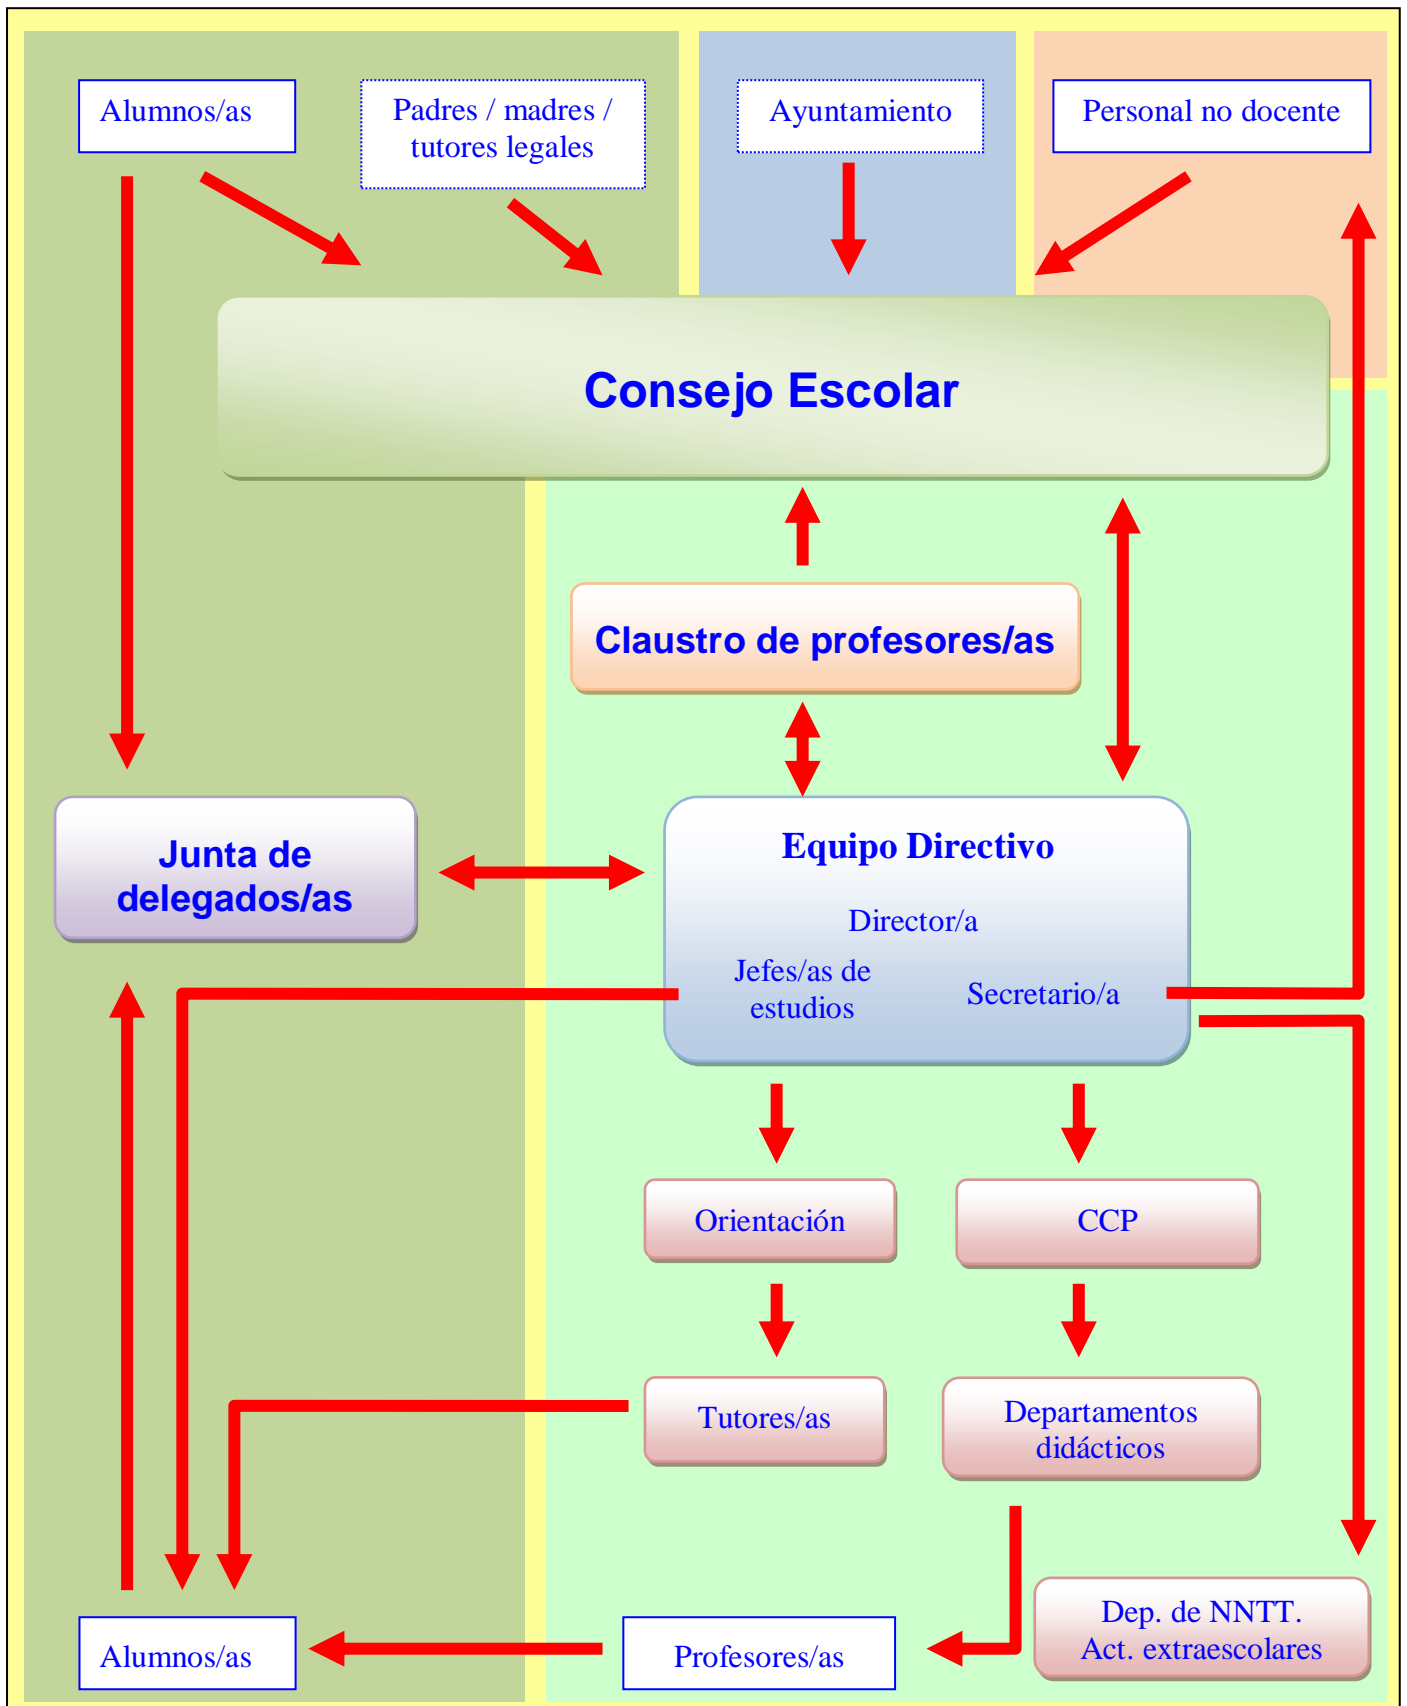 Alumnos/as
Padres / madres /
tutores legales
Ayuntamiento
Personal no docente
Consejo Escolar
Claustro de profesores/as
Junta de
delegados/as
Equipo Directivo
Director/a
Jefes/as de
estudios
Secretario/a
Orientación
CCP
Tutores/as
Departamentos
didácticos
Dep. de NNTT.
Act. extraescolares
Alumnos/as
Profesores/as